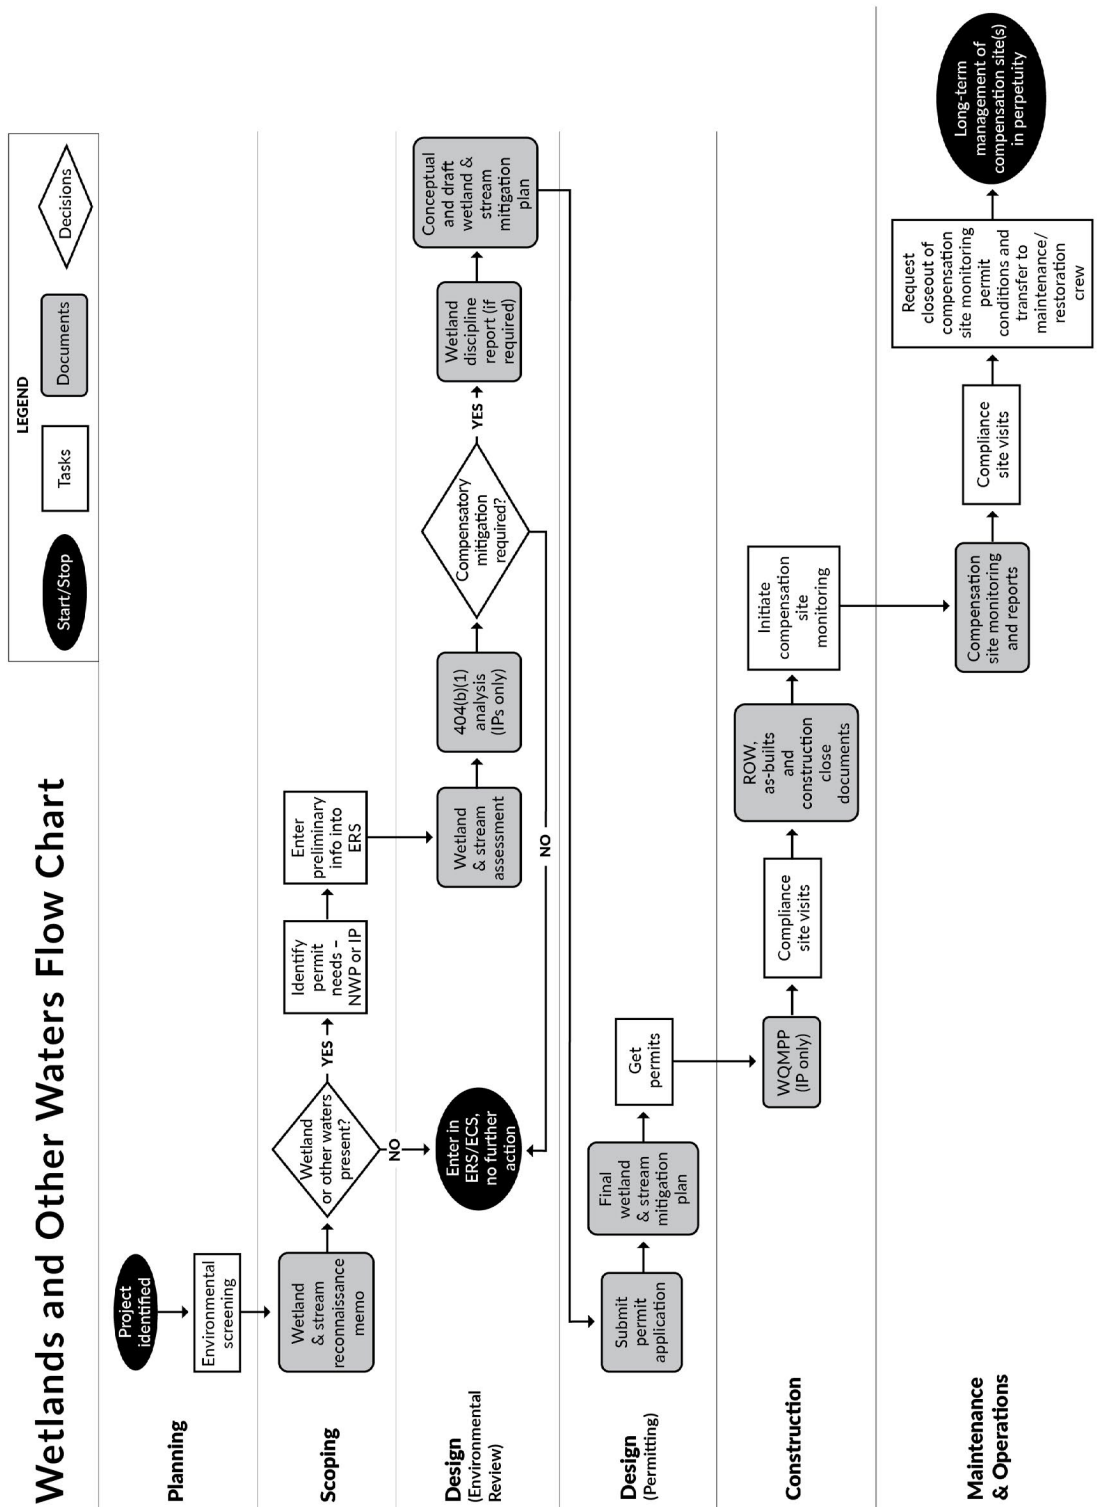 Wetlands and Other Waters Flow Chart
LEGEND
Start/Stop
Tasks
Documents
Decisions
Planning
Project
identified
Environmental
screening
Scoping
Wetland
& stream
reconnaissance
memo
Wetland
or other waters
present?
YES
NO
Identify
permit
needs –
NWP or IP
Enter
preliminary
info into
ERS
Design
(Environmental
Review)
Enter in
ERS/ECS,
no further
action
Wetland
& stream
assessment
404(b)(1)
analysis
(IPs only)
Compensatory
mitigation
required?
YES
NO
Wetland
discipline
report (if
required)
Conceptual
and draft
wetland &
stream
mitigation
plan
Design
(Permitting)
Submit
permit
application
Final
wetland
& stream
mitigation
plan
Get
permits
Construction
WQMPP
(IP only)
Compliance
site visits
ROW,
as-builts
and
construction
close
documents
Initiate
compensation
site
monitoring
Maintenance
& Operations
Compensation
site monitoring
and reports
Compliance
site visits
Request
closeout of
compensation
site monitoring
permit
conditions and
transfer to
maintenance/
restoration
crew
Long-term
management of
compensation site(s)
in perpetuity